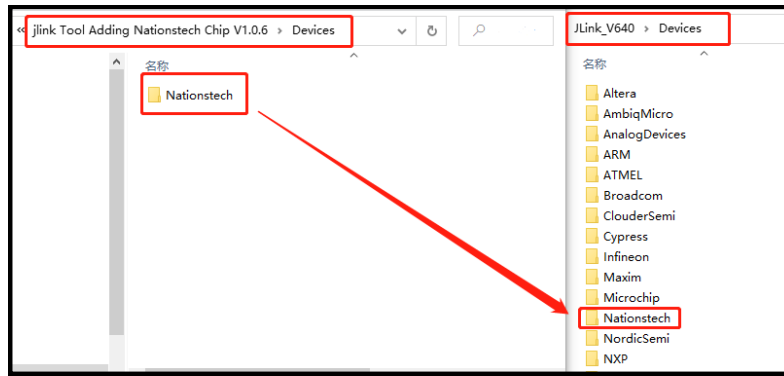 « jlink Tool Adding Nationstech Chip V1.0.6 › Devices
名称
Nationstech
JLink_V640 › Devices
名称
Altera
AmbiqMicro
AnalogDevices
ARM
ATMEL
Broadcom
ClouderSemi
Cypress
Infineon
Maxim
Microchip
Nationstech
NordicSemi
NXP